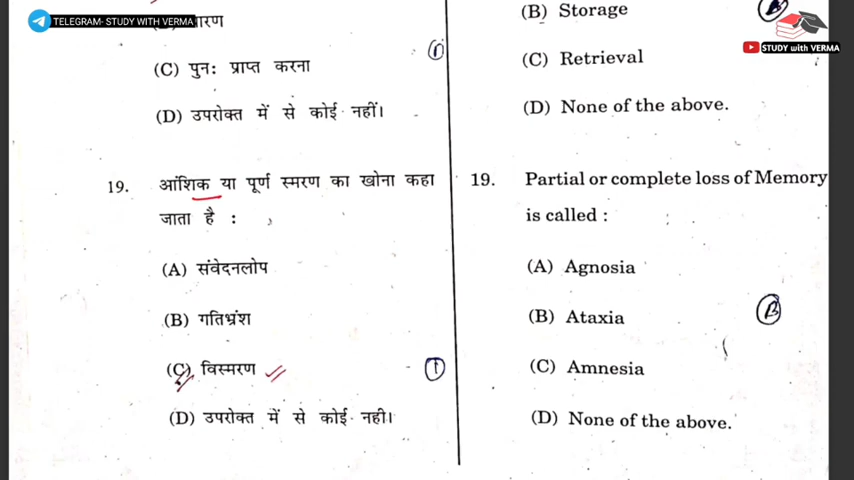 TELEGRAM- STUDY WITH VERMA
(C) पुनः प्राप्त करना
(D) उपरोक्त में से कोई नहीं।
19. आंशिक या पूर्ण स्मरण का खोना कहा
जाता है :
(A) संवेदनलोप
(B) गतिभ्रंश
(C) विस्मरण
(D) उपरोक्त में से कोई नही।
(B) Storage
STUDY with VERMA
(C) Retrieval
(D) None of the above.
19. Partial or complete loss of Memory
is called :
(A) Agnosia
(B) Ataxia
B
(C) Amnesia
(D) None of the above.